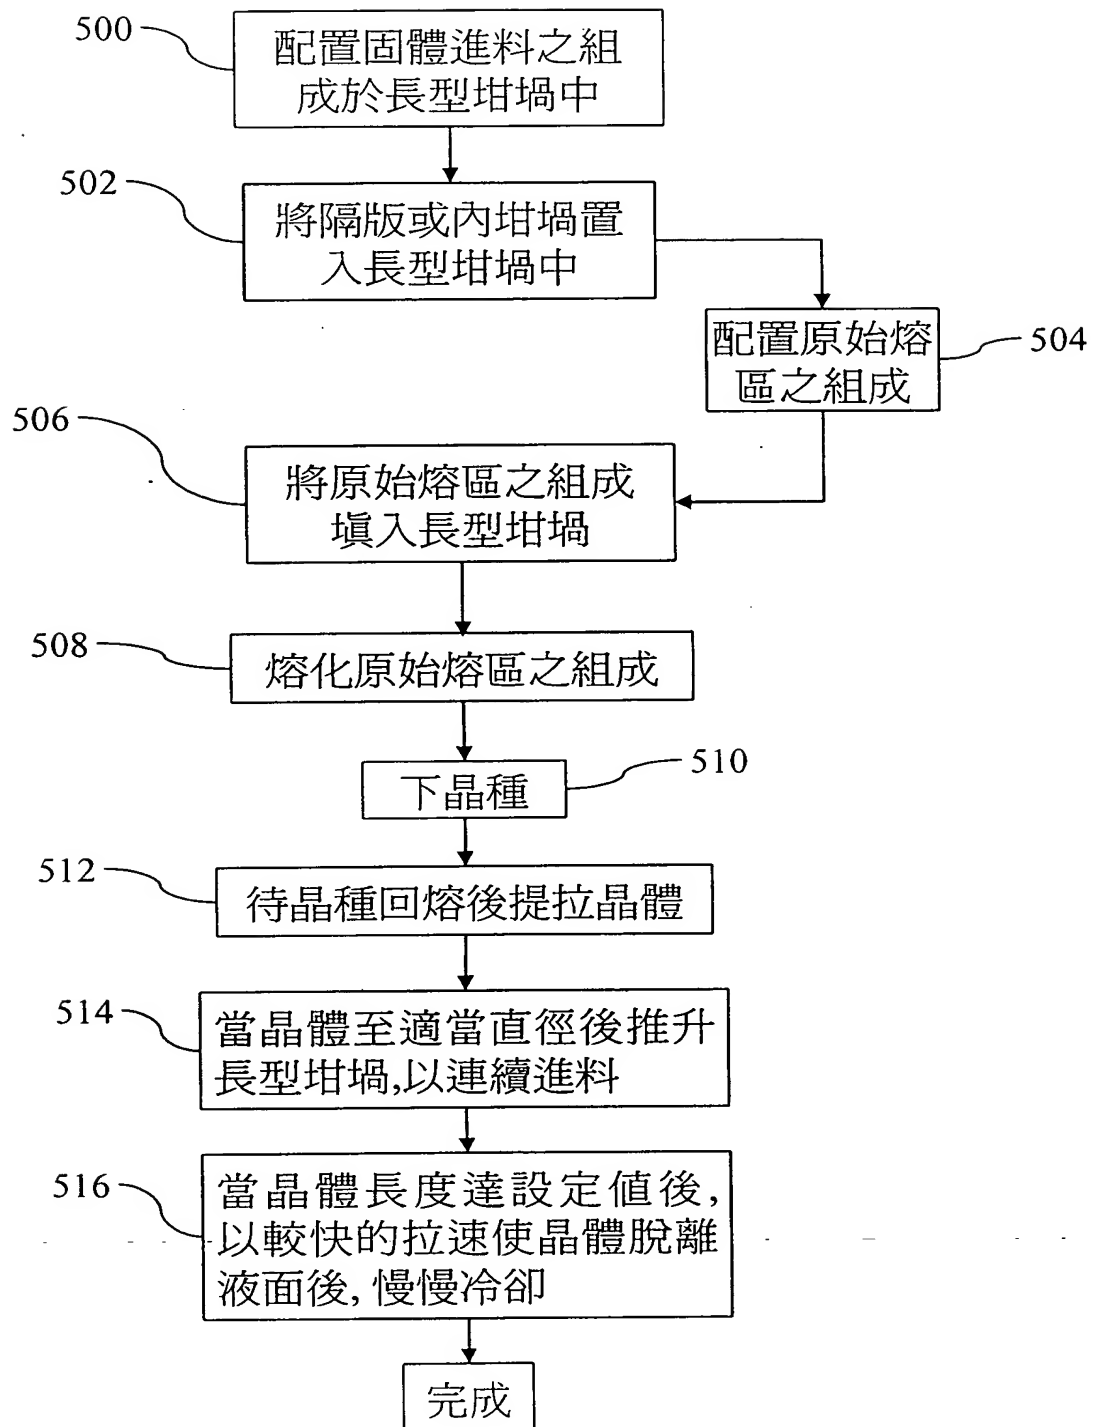 500
配置固體進料之組
成於長型坩堝中
502
將隔版或內坩堝置
入長型坩堝中
配置原始熔
區之組成
504
506
將原始熔區之組成
填入長型坩堝
508
熔化原始熔區之組成
510
下晶種
512
待晶種回熔後提拉晶體
514
當晶體至適當直徑後推升
長型坩堝,以連續進料
516
當晶體長度達設定值後,
以較快的拉速使晶體脫離
液面後, 慢慢冷卻
完成